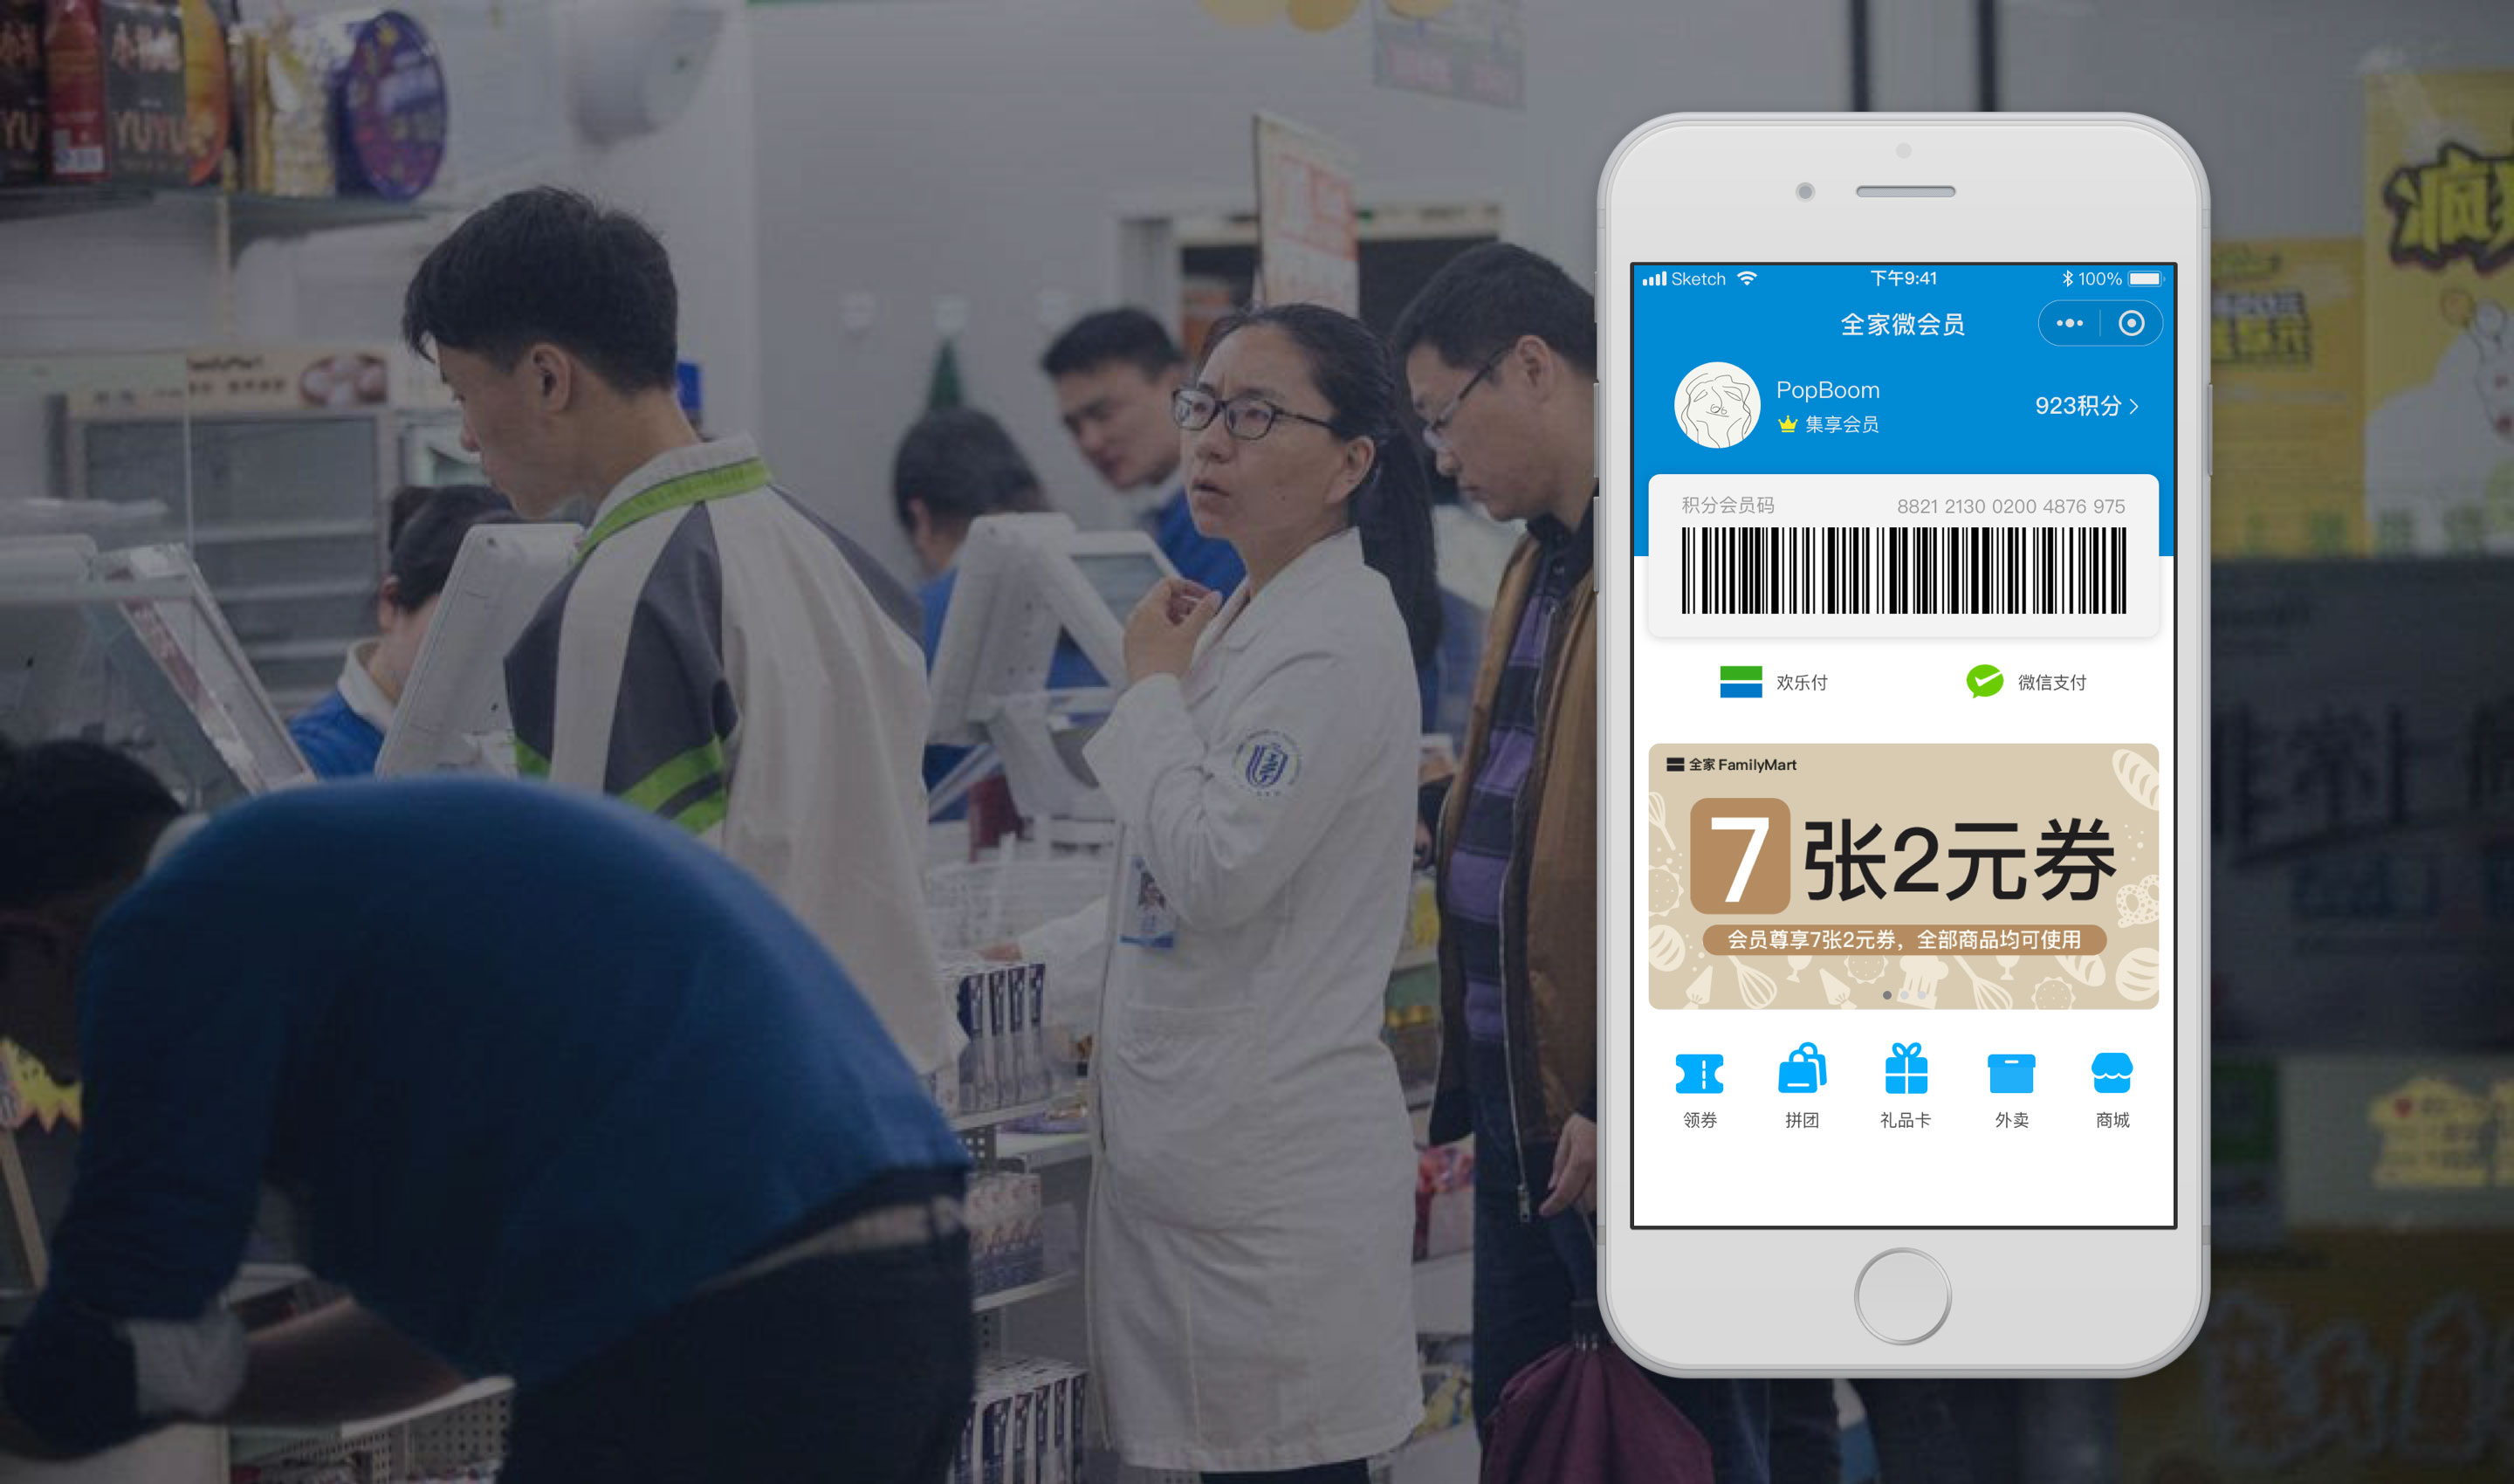 YUYU
Sketch
下午9:41
100%
全家微会员
PopBoom
集享会员
923积分
积分会员码
8821 2130 0200 4876 975
欢乐付
微信支付
全家 FamilyMart
7张2元券
会员尊享7张2元券，全部商品均可使用
领券
拼团
礼品卡
外卖
商城